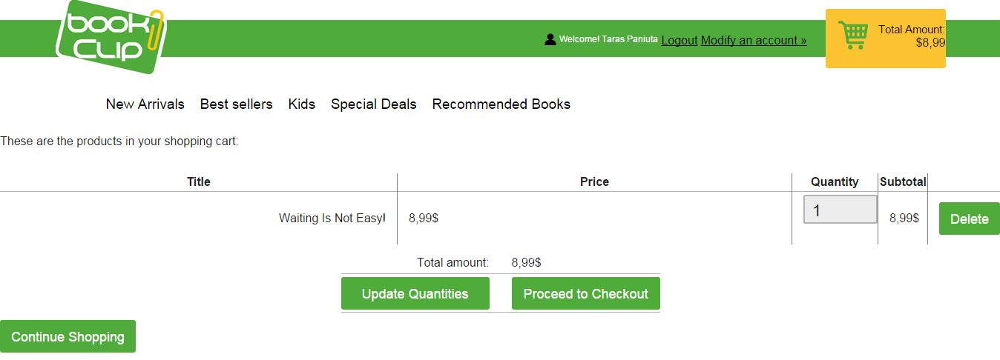 book
CLIP
Welcome! Taras Paniuta Logout Modify an account »
Total Amount:
$8,99
New Arrivals Best sellers Kids Special Deals Recommended Books
These are the products in your shopping cart:
Title Price Quantity Subtotal
Waiting Is Not Easy! 8,99$ 1 8,99$ Delete
Total amount: 8,99$
Update Quantities Proceed to Checkout
Continue Shopping